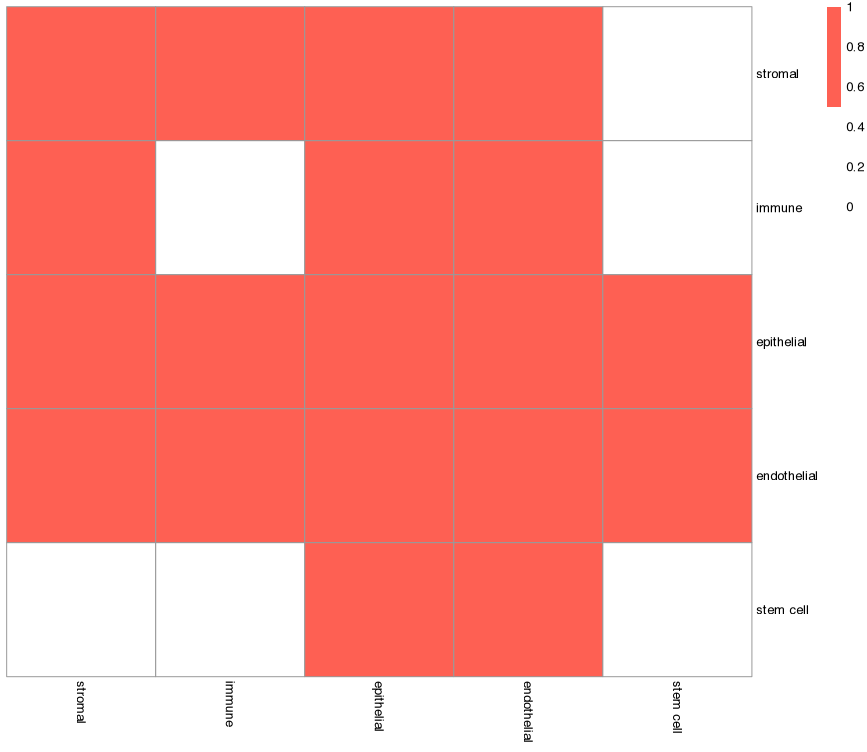 1
0.8
0.6
0.4
0.2
0
stromal
immune
epithelial
endothelial
stem cell
stromal
immune
epithelial
endothelial
stem cell